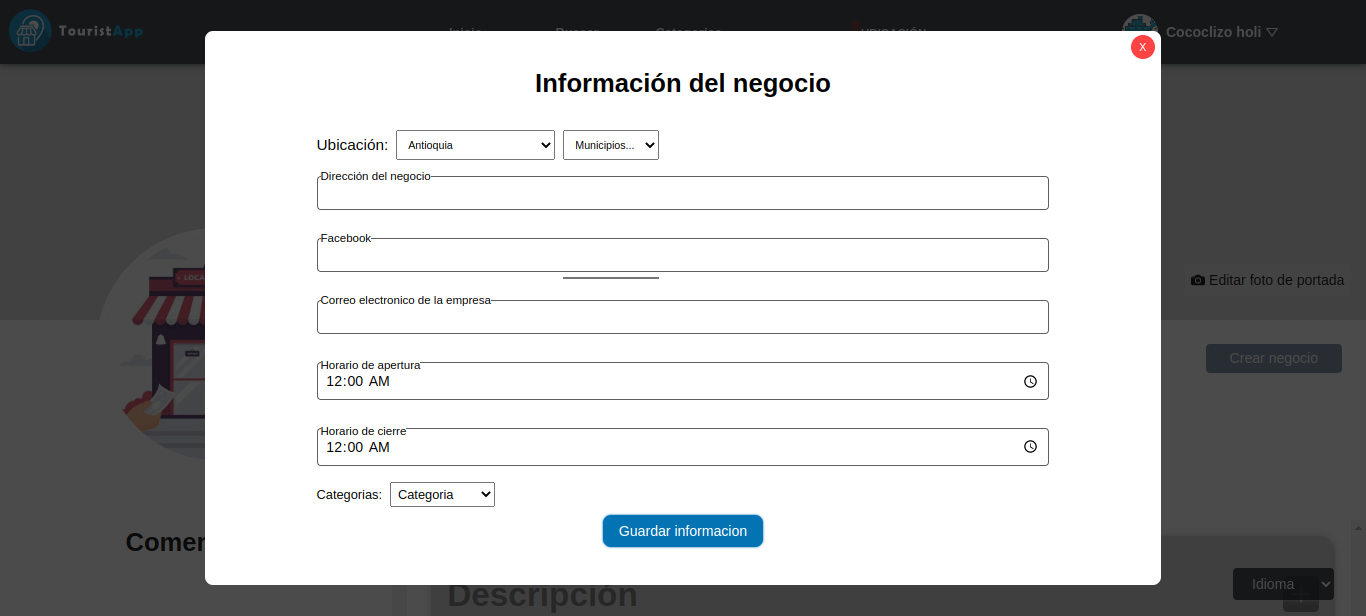 TouristApp
Inicio
Buscar
Categorias
UBICACIÓN
Cococlizo holi ▽
X
Información del negocio
Ubicación: Antioquia Municipios...
Dirección del negocio
Facebook
Correo electronico de la empresa
Horario de apertura
12:00 AM
Horario de cierre
12:00 AM
Categorias: Categoria
Guardar informacion
LOCA
Editar foto de portada
Crear negocio
Comer
Descripción
Idioma